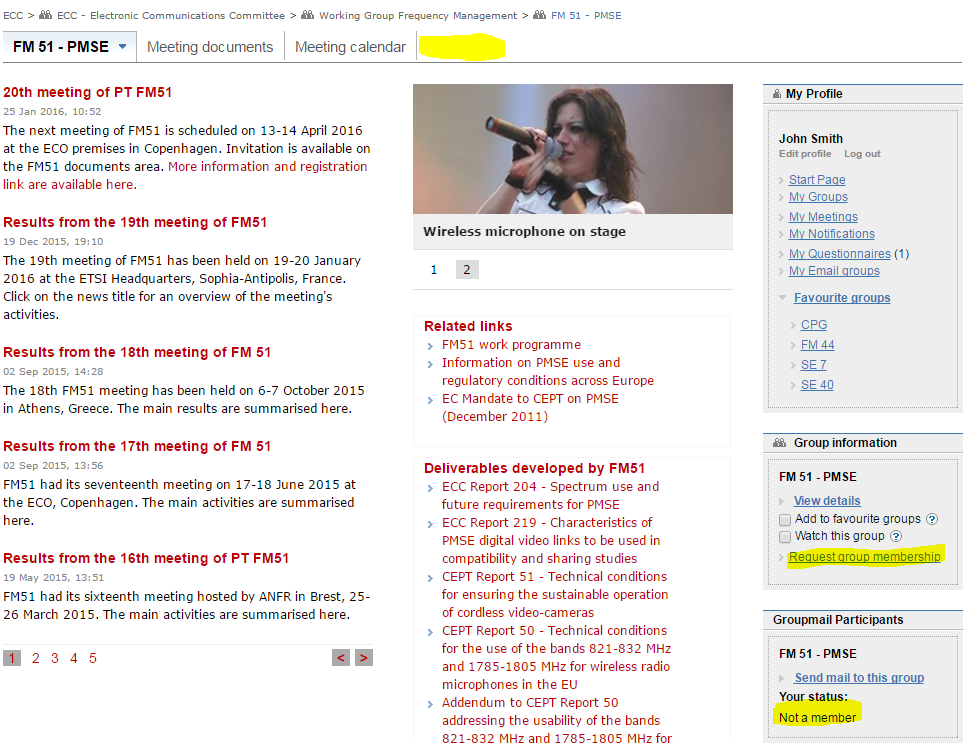 ECC > ECC - Electronic Communications Committee > Working Group Frequency Management > FM 51 - PMSE
FM 51 - PMSE
Meeting documents
Meeting calendar
20th meeting of PT FM51
25 Jan 2016, 10:52
The next meeting of FM51 is scheduled on 13-14 April 2016
at the ECO premises in Copenhagen. Invitation is available on
the FM51 documents area. More information and registration
link are available here.
Results from the 19th meeting of FM51
19 Dec 2015, 19:10
The 19th meeting of FM51 has been held on 19-20 January
2016 at the ETSI Headquarters, Sophia-Antipolis, France.
Click on the news title for an overview of the meeting's
activities.
Results from the 18th meeting of FM 51
02 Sep 2015, 14:28
The 18th FM51 meeting has been held on 6-7 October 2015
in Athens, Greece. The main results are summarised here.
Results from the 17th meeting of FM 51
02 Sep 2015, 13:56
FM51 had its seventeenth meeting on 17-18 June 2015 at
the ECO, Copenhagen. The main activities are summarised
here.
Results from the 16th meeting of PT FM51
19 May 2015, 13:51
FM51 had its sixteenth meeting hosted by ANFR in Brest, 25-
26 March 2015. The main activities are summarised here.
1 2 3 4 5 < >
Wireless microphone on stage
1 2
Related links
FM51 work programme
Information on PMSE use and
regulatory conditions across Europe
EC Mandate to CEPT on PMSE
(December 2011)
Deliverables developed by FM51
ECC Report 204 - Spectrum use and
future requirements for PMSE
ECC Report 219 - Characteristics of
PMSE digital video links to be used in
compatibility and sharing studies
CEPT Report 51 - Technical conditions
for ensuring the sustainable operation
of cordless video-cameras
CEPT Report 50 - Technical conditions
for the use of the bands 821-832 MHz
and 1785-1805 MHz for wireless radio
microphones in the EU
Addendum to CEPT Report 50
addressing the usability of the bands
821-832 MHz and 1785-1805 MHz for
My Profile
John Smith
Edit profile Log out
Start Page
My Groups
My Meetings
My Notifications
My Questionnaires (1)
My Email groups
Favourite groups
CPG
FM 44
SE 7
SE 40
Group information
FM 51 - PMSE
View details
Add to favourite groups ?
Watch this group ?
Request group membership
Groupmail Participants
FM 51 - PMSE
Send mail to this group
Your status:
Not a member